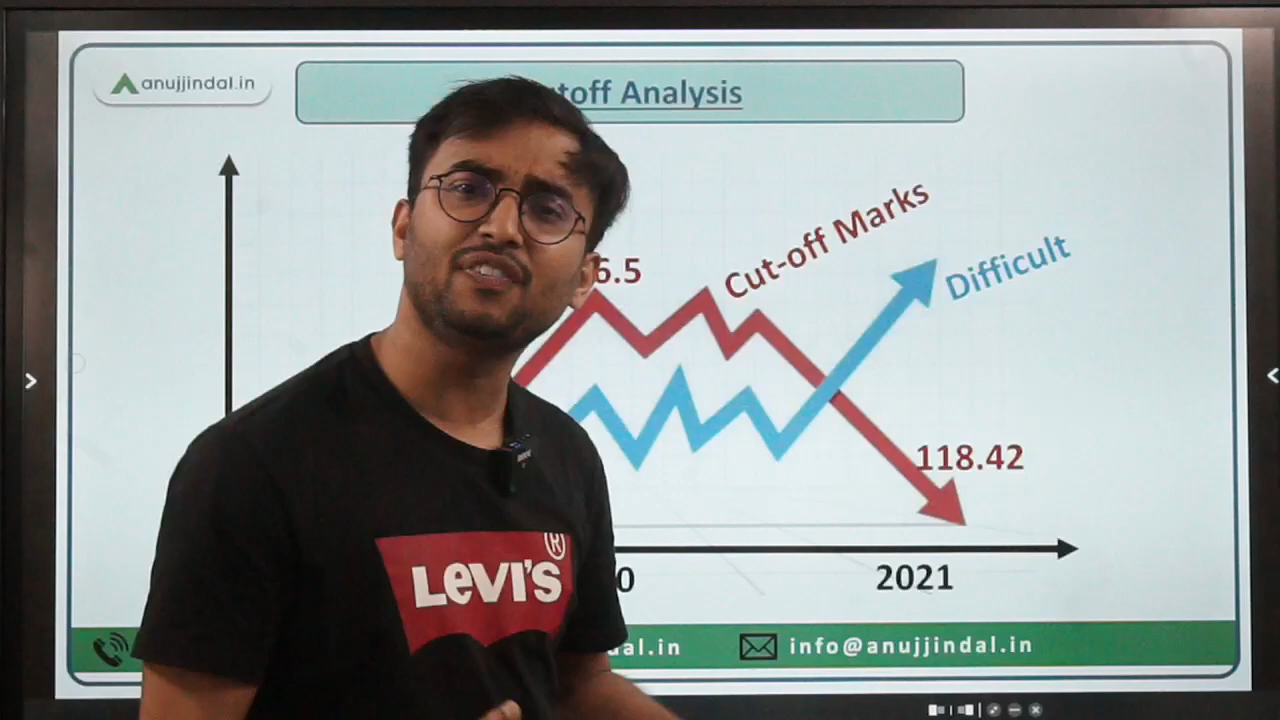 anujjindal.in
toff Analysis
6.5
Cut-off Marks
Difficult
118.42
LEVI'S®
0
2021
dal.in
info@anujjindal.in